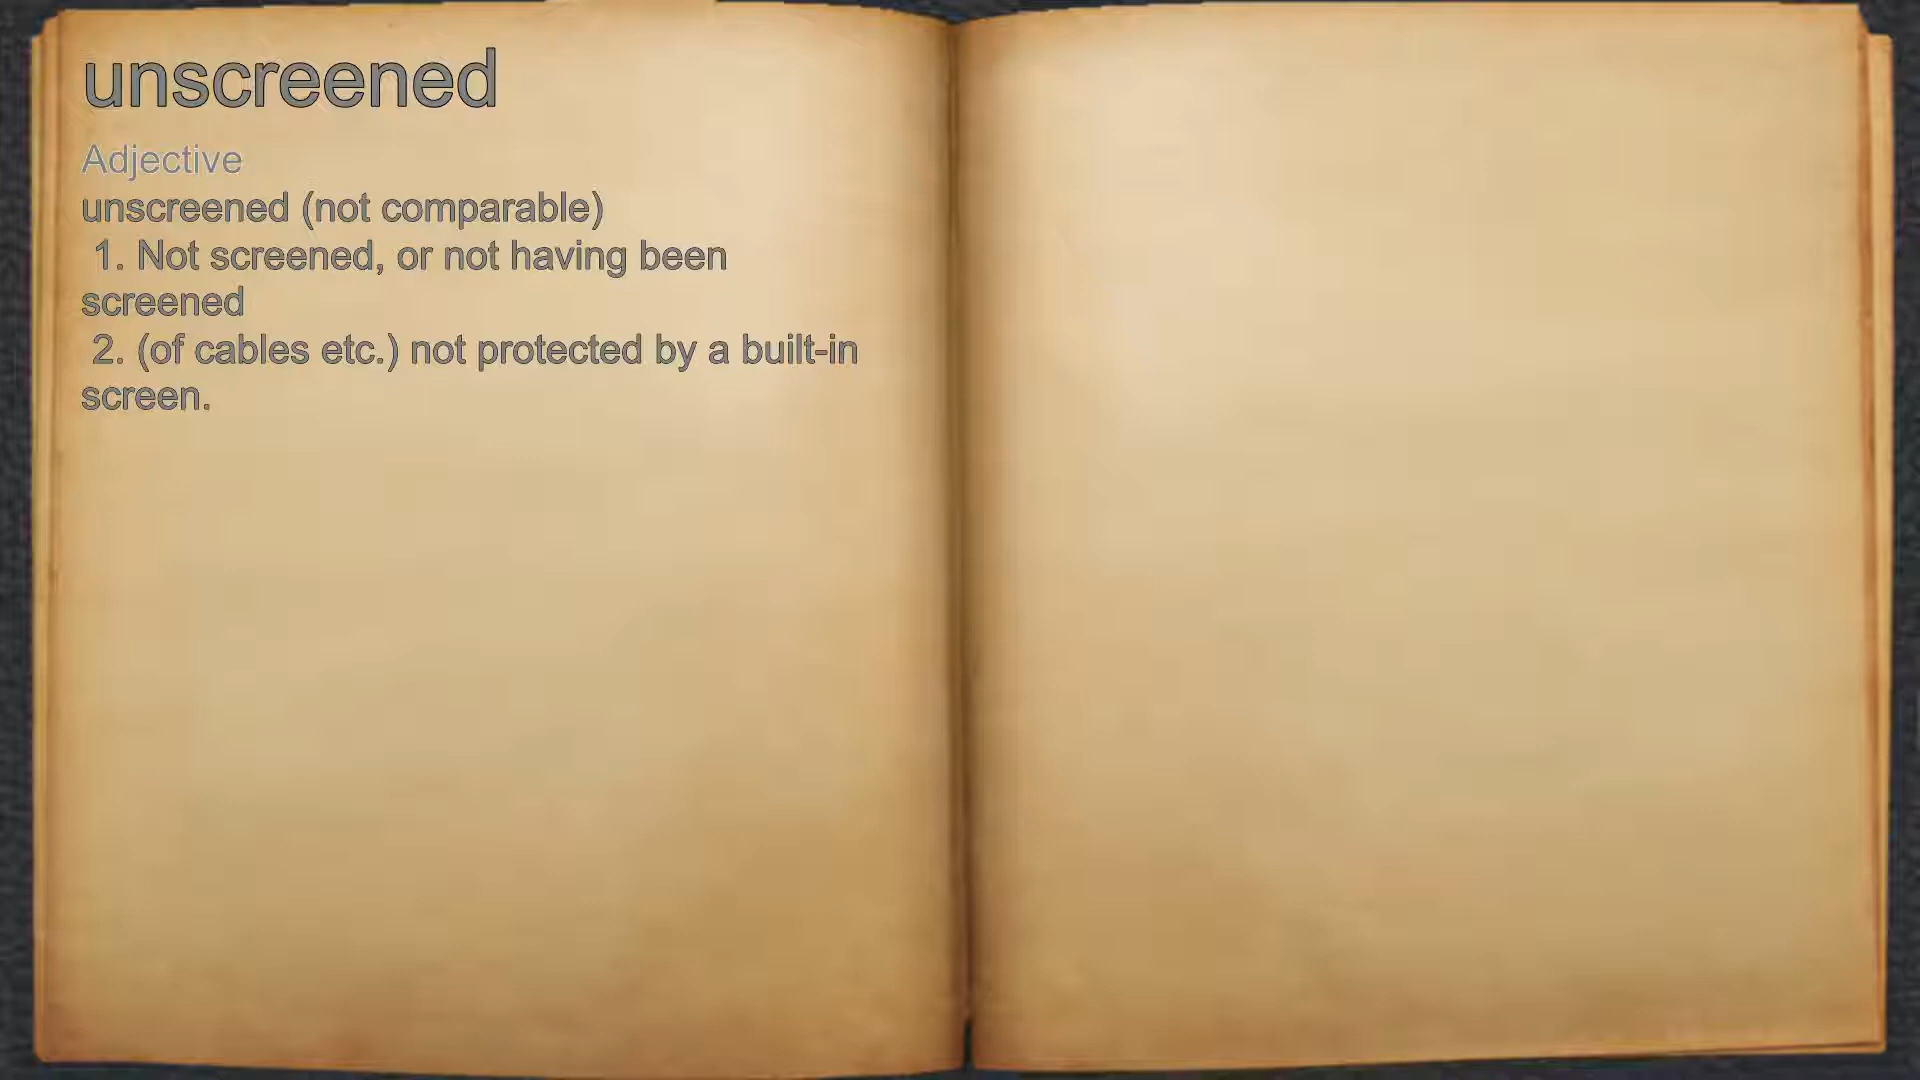 unscreened
Adjective
unscreened (not comparable)
1. Not screened, or not having been
screened
2. (of cables etc.) not protected by a built-in
screen.